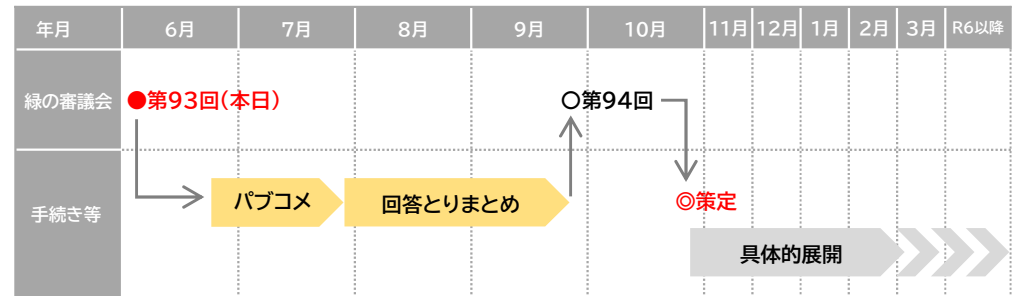 年月 6月 7月 8月 9月 10月 11月 12月 1月 2月 3月 R6以降
緑の審議会 ●第93回(本日) ○第94回
手続き等 パブコメ 回答とりまとめ ◎策定
具体的展開